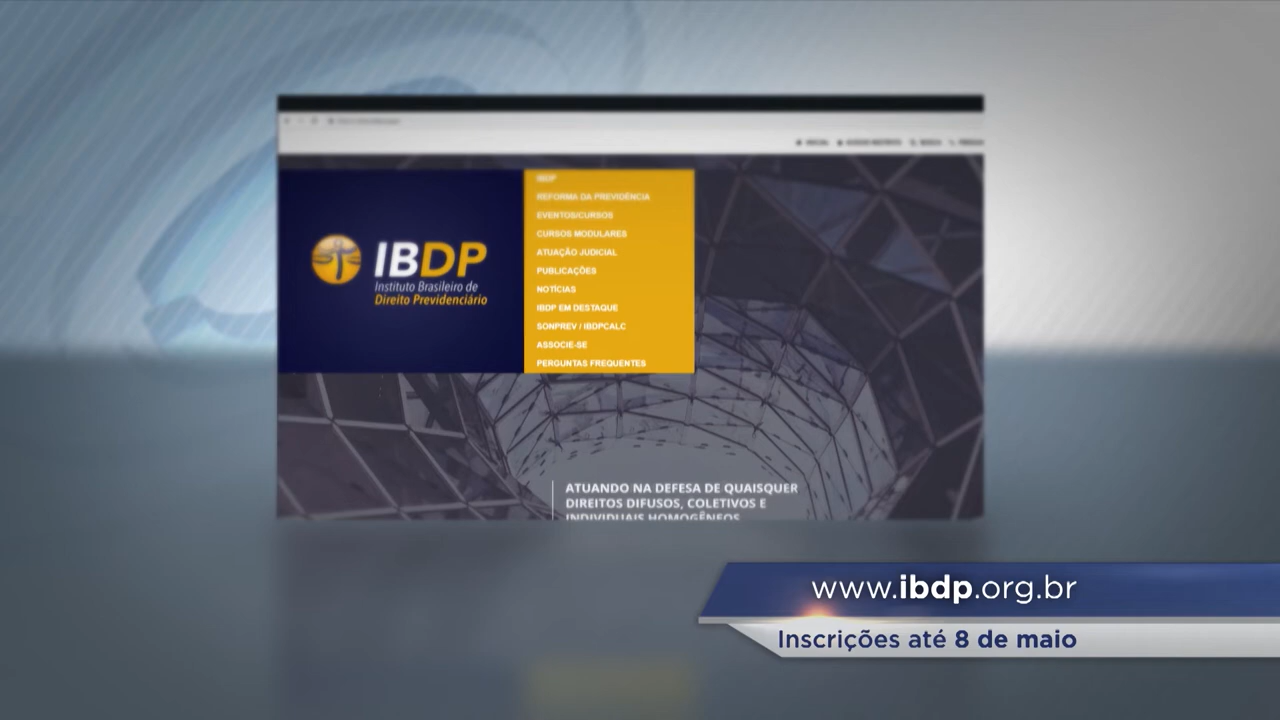 IBDP
REFORMA DA PREVIDÊNCIA
EVENTOS/CURSOS
CURSOS MODULARES
ATUAÇÃO JUDICIAL
PUBLICAÇÕES
NOTÍCIAS
IBDP EM DESTAQUE
SONPREV / IBDPCALC
ASSOCIE-SE
PERGUNTAS FREQUENTES
IBDP
Instituto Brasileiro de
Direito Previdenciário
ATUANDO NA DEFESA DE QUAISQUER
DIREITOS DIFUSOS, COLETIVOS E
INDIVIDUAIS HOMOGÊNEOS
www.ibdp.org.br
Inscrições até 8 de maio